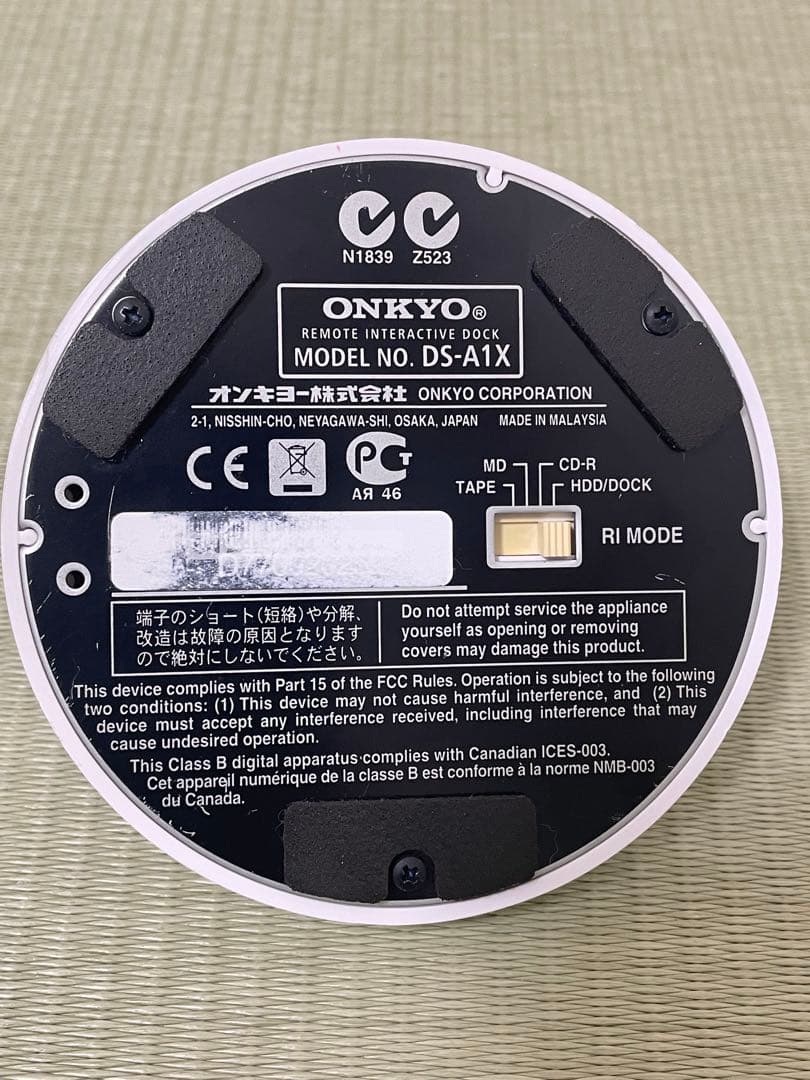 N1839 Z523
ONKYO®
REMOTE INTERACTIVE DOCK
MODEL NO. DS-A1X
オンキヨー株式会社 ONKYO CORPORATION
2-1, NISSHIN-CHO, NEYAGAWA-SHI, OSAKA, JAPAN MADE IN MALAYSIA
CE
РСТ
АЯ 46
MD CD-R
TAPE HDD/DOCK
RI MODE
端子のショート(短絡)や分解、
改造は故障の原因となります
ので絶対にしないでください。
Do not attempt service the appliance
yourself as opening or removing
covers may damage this product.
This device complies with Part 15 of the FCC Rules. Operation is subject to the following
two conditions: (1) This device may not cause harmful interference, and (2) This
device must accept any interference received, including interference that may
cause undesired operation.
This Class B digital apparatus complies with Canadian ICES-003.
Cet appareil numérique de la classe B est conforme à la norme NMB-003
du Canada.